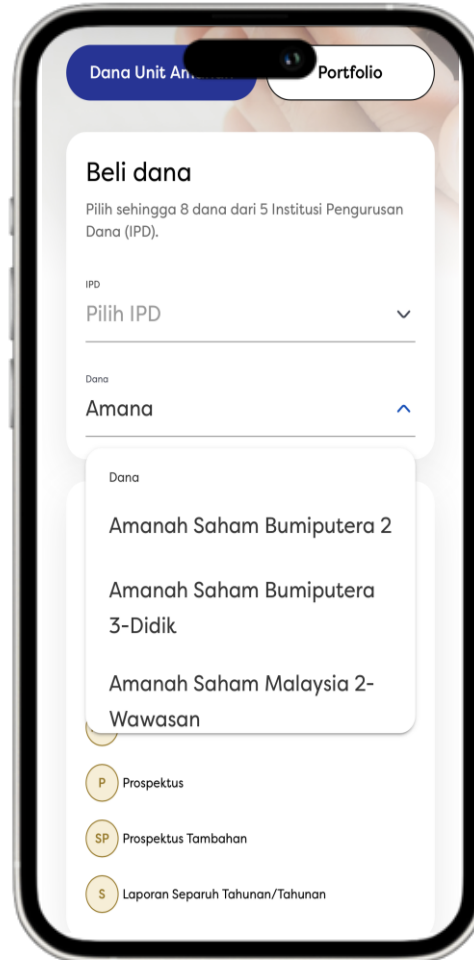 Dana Unit
Portfolio
Beli dana
Pilih sehingga 8 dana dari 5 Institusi Pengurusan
Dana (IPD).
IPD
Pilih IPD
Dana
Amana
Dana
Amanah Saham Bumiputera 2
Amanah Saham Bumiputera
3-Didik
Amanah Saham Malaysia 2-
Wawasan
P Prospektus
SP Prospektus Tambahan
S Laporan Separuh Tahunan/Tahunan